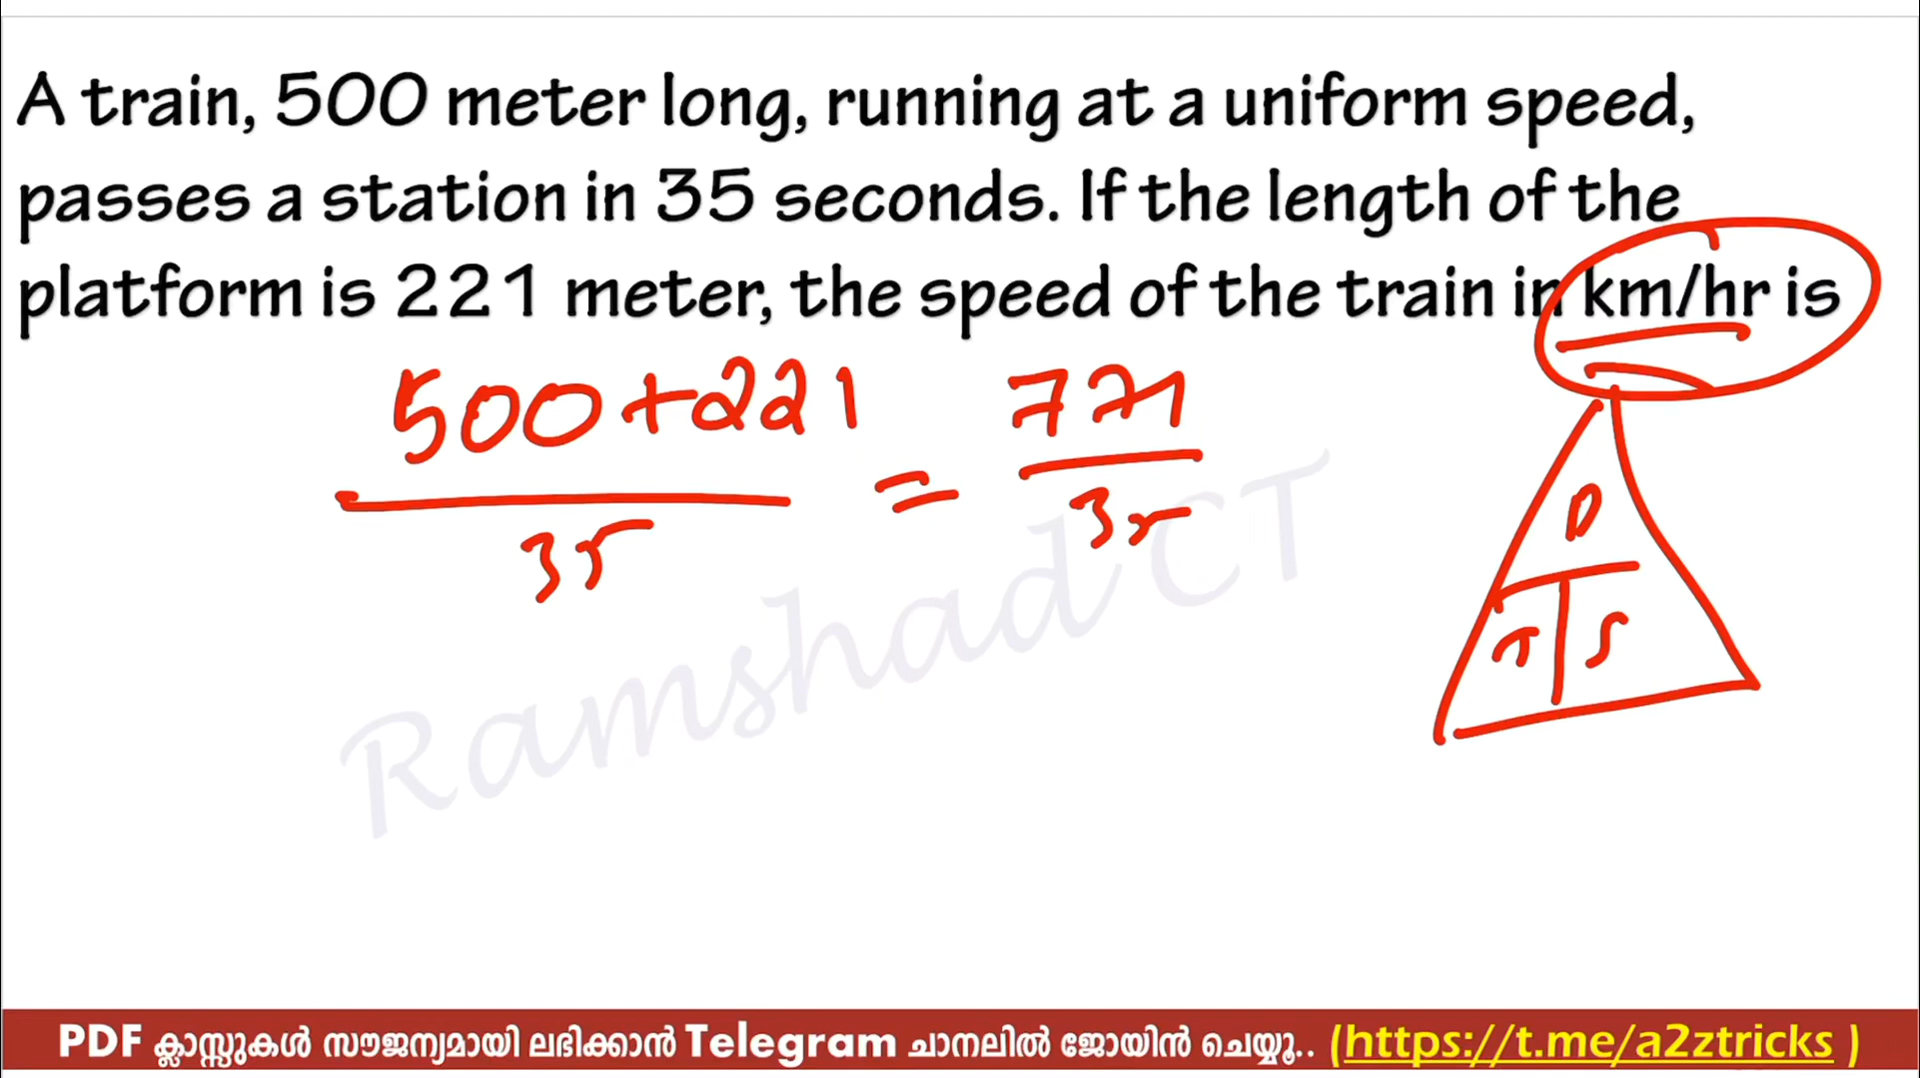 A train, 500 meter long, running at a uniform speed,
passes a station in 35 seconds. If the length of the
platform is 221 meter, the speed of the train in km/hr is
500+221 = 721
35 35
D
T S
Ramshad CT
PDF ക്ലാസ്സുകൾ സൗജന്യമായി ലഭിക്കാൻ Telegram ചാനലിൽ ജോയിൻ ചെയ്യൂ.. (https://t.me/a2ztricks )